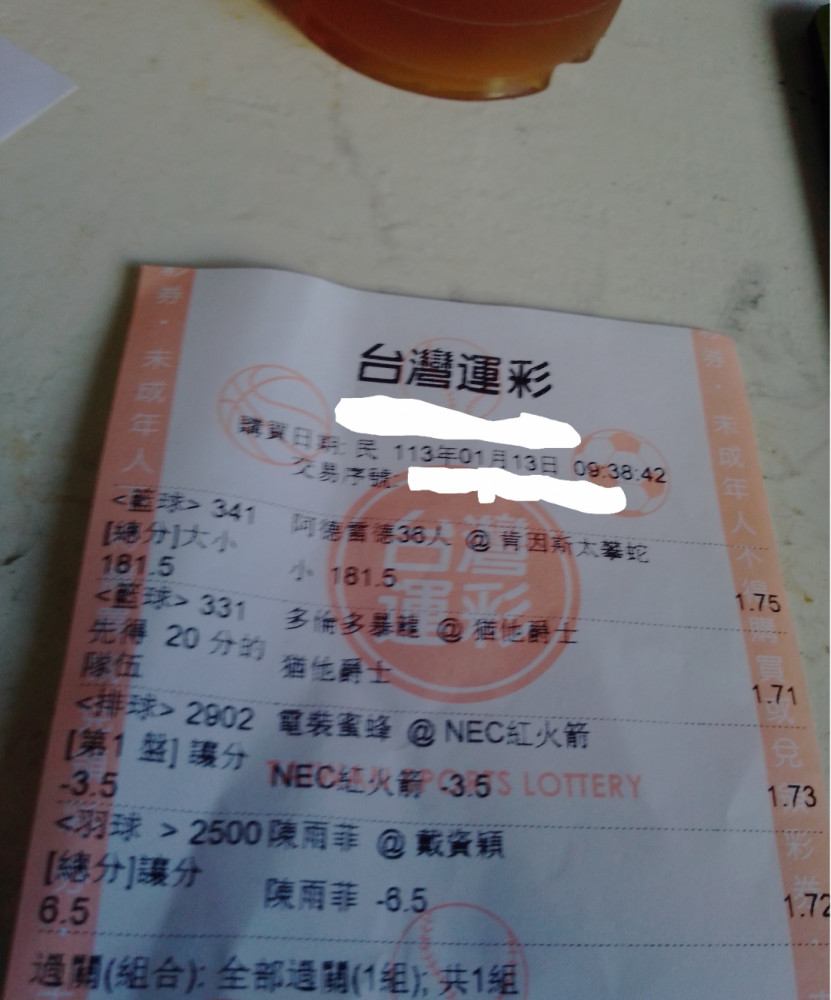 台灣運彩
購買日期: 民 113年01月13日 09:38:42
交易序號:
<籃球> 341 阿德雷德36人 @ 肯因斯太攀蛇
[總分]大小
181.5 小 181.5 1.75
<籃球> 331 多倫多暴龍 @ 猶他爵士
先得 20 分的
隊伍 猶他爵士 1.71
<排球> 2902 電裝蜜蜂 @ NEC紅火箭
[第1 盤] 讓分
-3.5 NEC紅火箭 -3.5 1.73
<羽球 > 2500 陳雨菲 @ 戴資穎
[總分]讓分
6.5 陳雨菲 -6.5 1.72
過關(組合): 全部過關(1組); 共1組
台灣
運彩
SPORTS LOTTERY
券・未成年人
券・未成年人不得購買或兌彩券